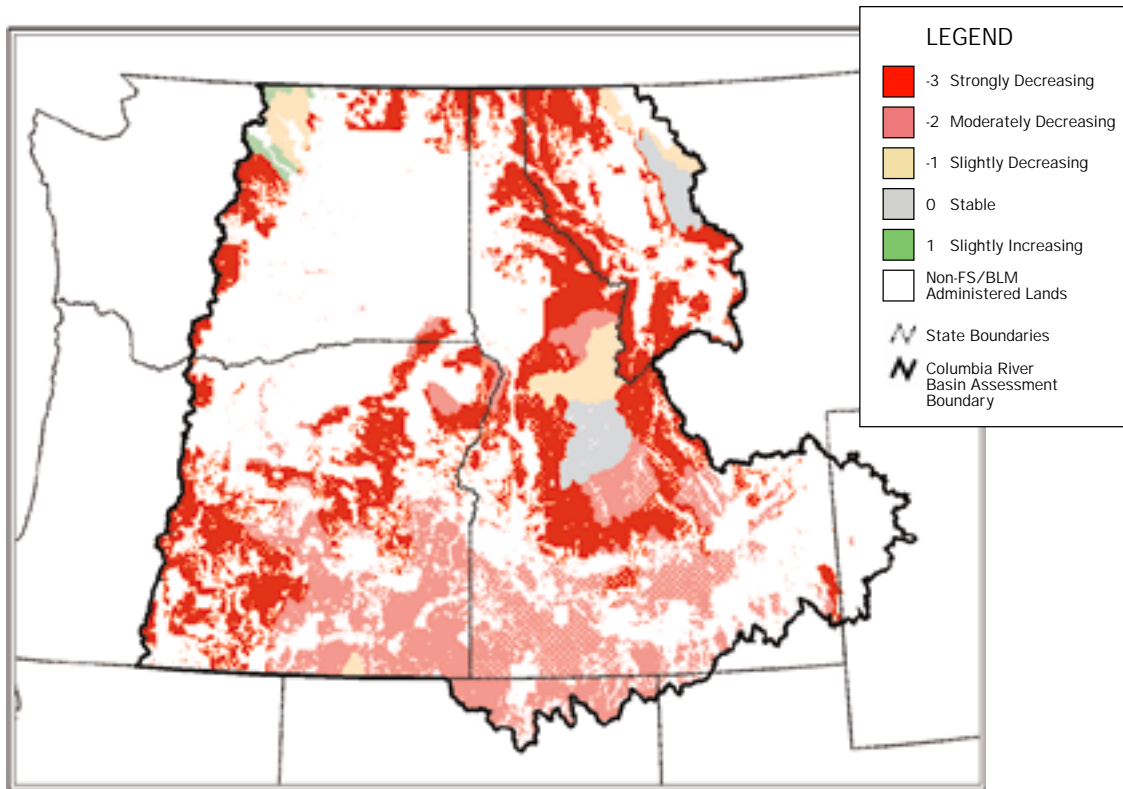 LEGEND
-3 Strongly Decreasing
-2 Moderately Decreasing
-1 Slightly Decreasing
0 Stable
1 Slightly Increasing
Non-FS/BLM
Administered Lands
State Boundaries
Columbia River
Basin Assessment
Boundary